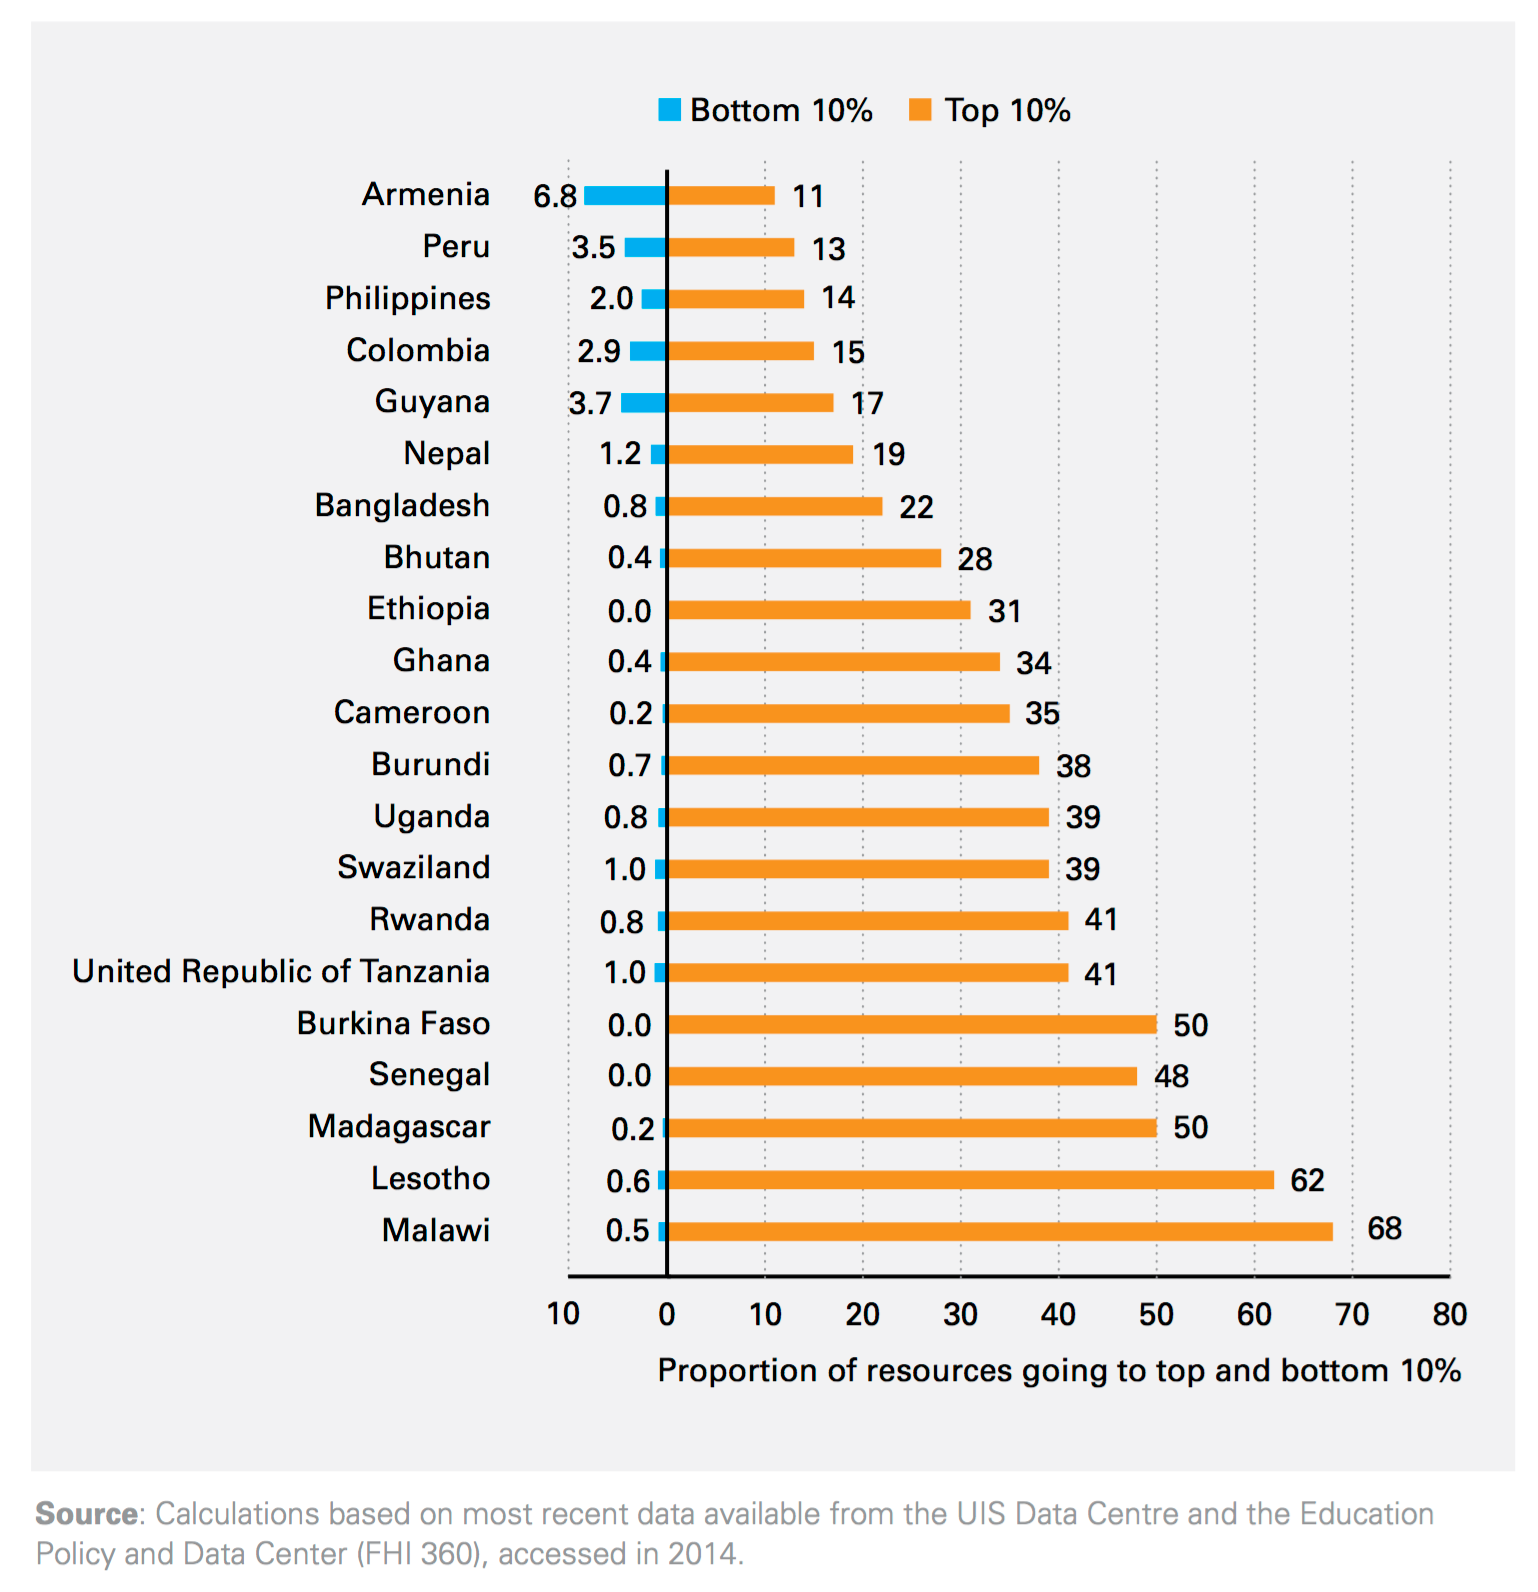 Bottom 10% Top 10%
Armenia 6.8 11
Peru 3.5 13
Philippines 2.0 14
Colombia 2.9 15
Guyana 3.7 17
Nepal 1.2 19
Bangladesh 0.8 22
Bhutan 0.4 28
Ethiopia 0.0 31
Ghana 0.4 34
Cameroon 0.2 35
Burundi 0.7 38
Uganda 0.8 39
Swaziland 1.0 39
Rwanda 0.8 41
United Republic of Tanzania 1.0 41
Burkina Faso 0.0 50
Senegal 0.0 48
Madagascar 0.2 50
Lesotho 0.6 62
Malawi 0.5 68
10 0 10 20 30 40 50 60 70 80
Proportion of resources going to top and bottom 10%
Source: Calculations based on most recent data available from the UIS Data Centre and the Education
Policy and Data Center (FHI 360), accessed in 2014.